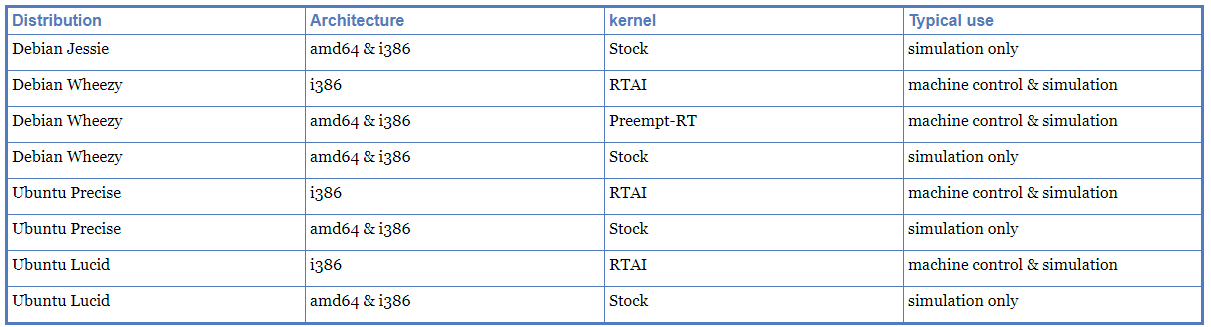 Distribution Architecture kernel Typical use
Debian Jessie amd64 & i386 Stock simulation only
Debian Wheezy i386 RTAI machine control & simulation
Debian Wheezy amd64 & i386 Preempt-RT machine control & simulation
Debian Wheezy amd64 & i386 Stock simulation only
Ubuntu Precise i386 RTAI machine control & simulation
Ubuntu Precise amd64 & i386 Stock simulation only
Ubuntu Lucid i386 RTAI machine control & simulation
Ubuntu Lucid amd64 & i386 Stock simulation only